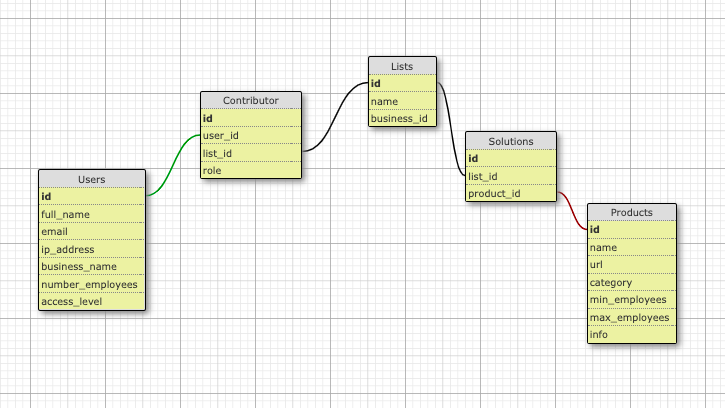 Users
id
full_name
email
ip_address
business_name
number_employees
access_level
Contributor
id
user_id
list_id
role
Lists
id
name
business_id
Solutions
id
list_id
product_id
Products
id
name
url
category
min_employees
max_employees
info